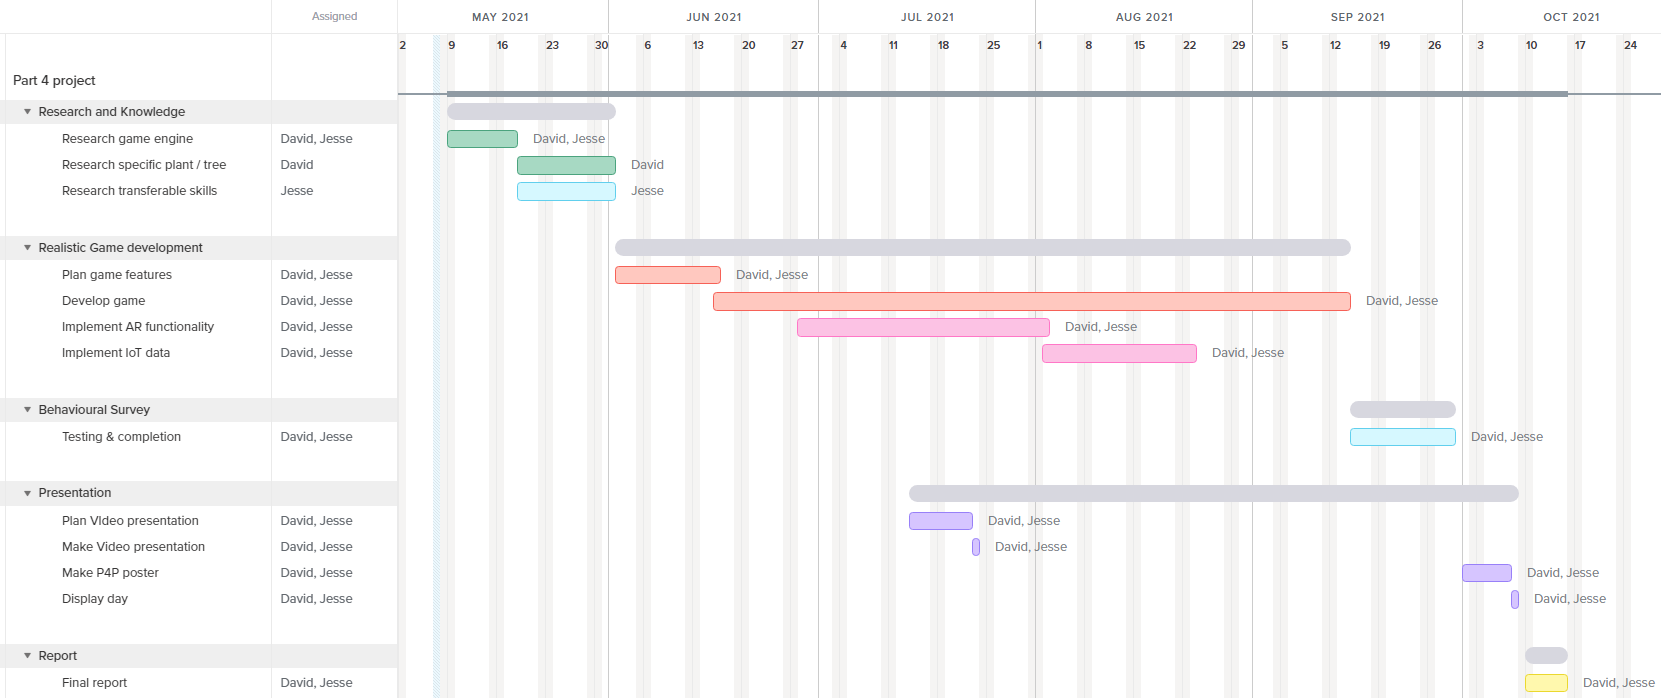 Assigned MAY 2021 JUN 2021 JUL 2021 AUG 2021 SEP 2021 OCT 2021
2 9 16 23 30 6 13 20 27 4 11 18 25 1 8 15 22 29 5 12 19 26 3 10 17 24
Part 4 project
Research and Knowledge
Research game engine David, Jesse David, Jesse
Research specific plant / tree David David
Research transferable skills Jesse Jesse
Realistic Game development
Plan game features David, Jesse David, Jesse
Develop game David, Jesse David, Jesse
Implement AR functionality David, Jesse David, Jesse
Implement IoT data David, Jesse David, Jesse
Behavioural Survey
Testing & completion David, Jesse David, Jesse
Presentation
Plan VIdeo presentation David, Jesse David, Jesse
Make Video presentation David, Jesse David, Jesse
Make P4P poster David, Jesse David, Jesse
Display day David, Jesse David, Jesse
Report
Final report David, Jesse David, Jesse